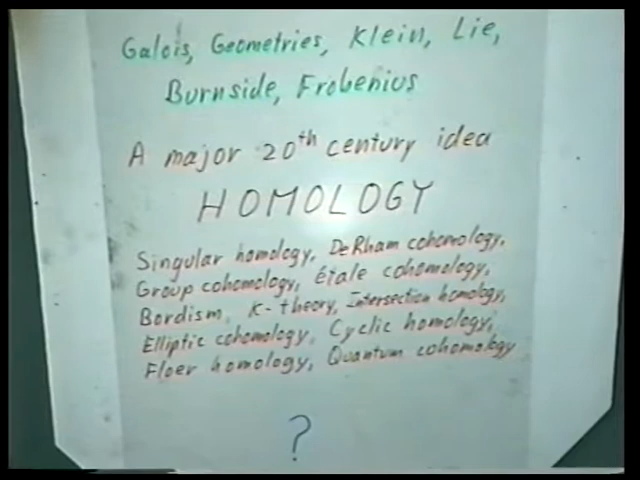 Galois, Geometries, Klein, Lie,
Burnside, Frobenius
A major 20th century idea
HOMOLOGY
Singular homology, DeRham cohomology,
Group cohomology, étale cohomology,
Bordism, K-theory, Intersection homology,
Elliptic cohomology, Cyclic homology,
Floer homology, Quantum cohomology
?